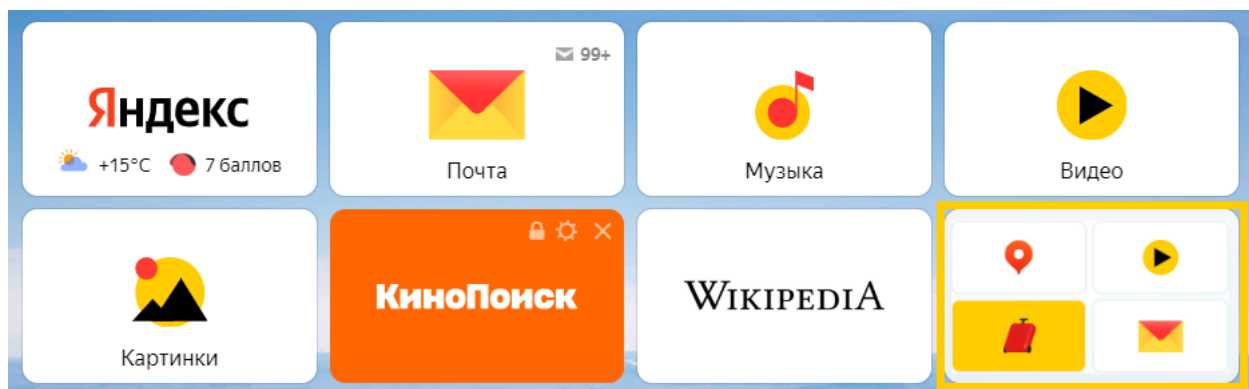 99+
Яндекс
+15°C 7 баллов
Почта
Музыка
Видео
Картинки
КиноПоиск
WIKIPEDIA